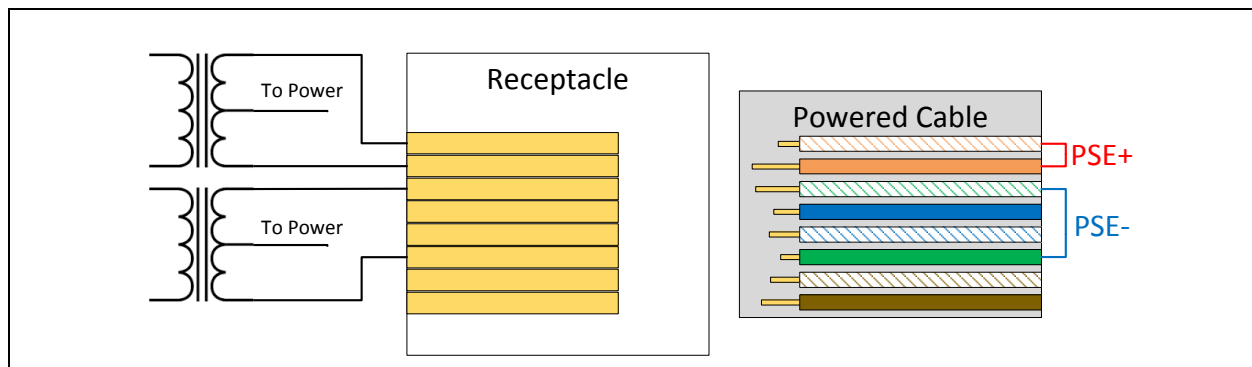 To Power
Receptacle
Powered Cable
PSE+
To Power
PSE-